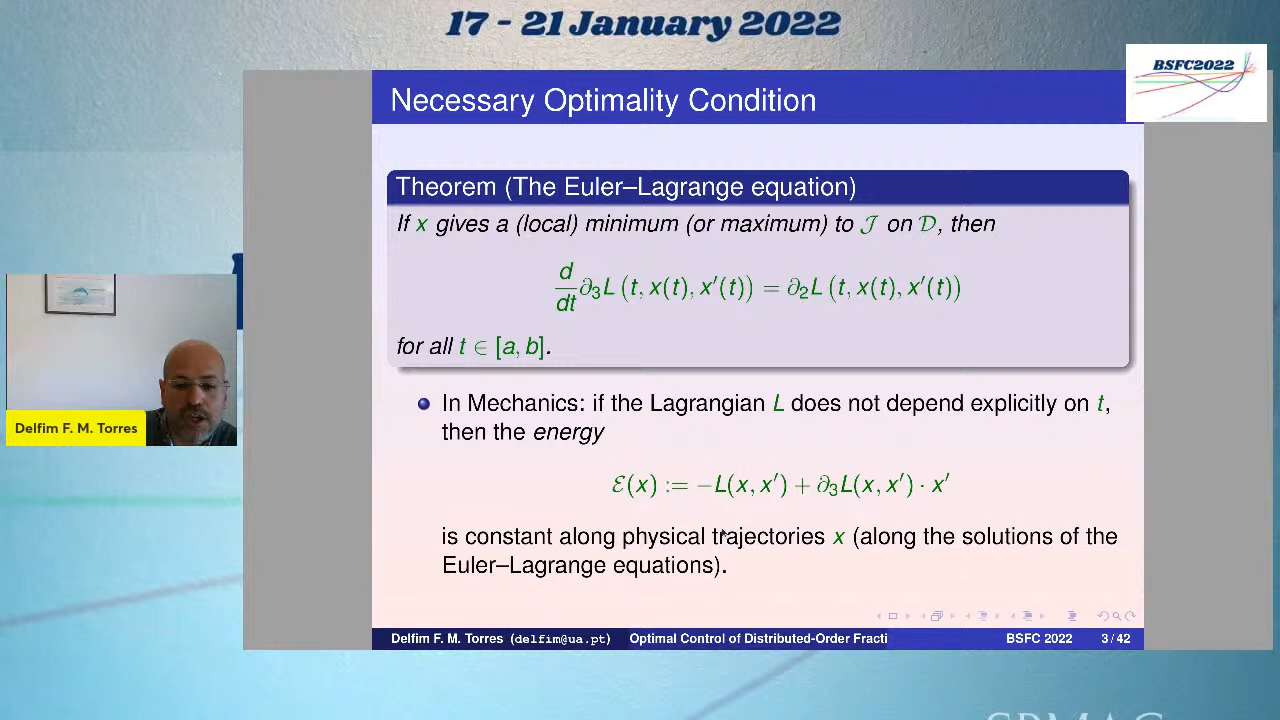 17 - 21 January 2022
BSFC2022
Necessary Optimality Condition
Theorem (The Euler–Lagrange equation)
If x gives a (local) minimum (or maximum) to 𝒥 on 𝒟, then
d/dt ∂₃L (t, x(t), x′(t)) = ∂₂L (t, x(t), x′(t))
for all t ∈ [a, b].
In Mechanics: if the Lagrangian L does not depend explicitly on t,
then the energy
ℰ(x) := −L(x, x′) + ∂₃L(x, x′) · x′
is constant along physical trajectories x (along the solutions of the
Euler–Lagrange equations).
Delfim F. M. Torres
Delfim F. M. Torres (delfim@ua.pt) Optimal Control of Distributed-Order Fracti BSFC 2022 3 / 42